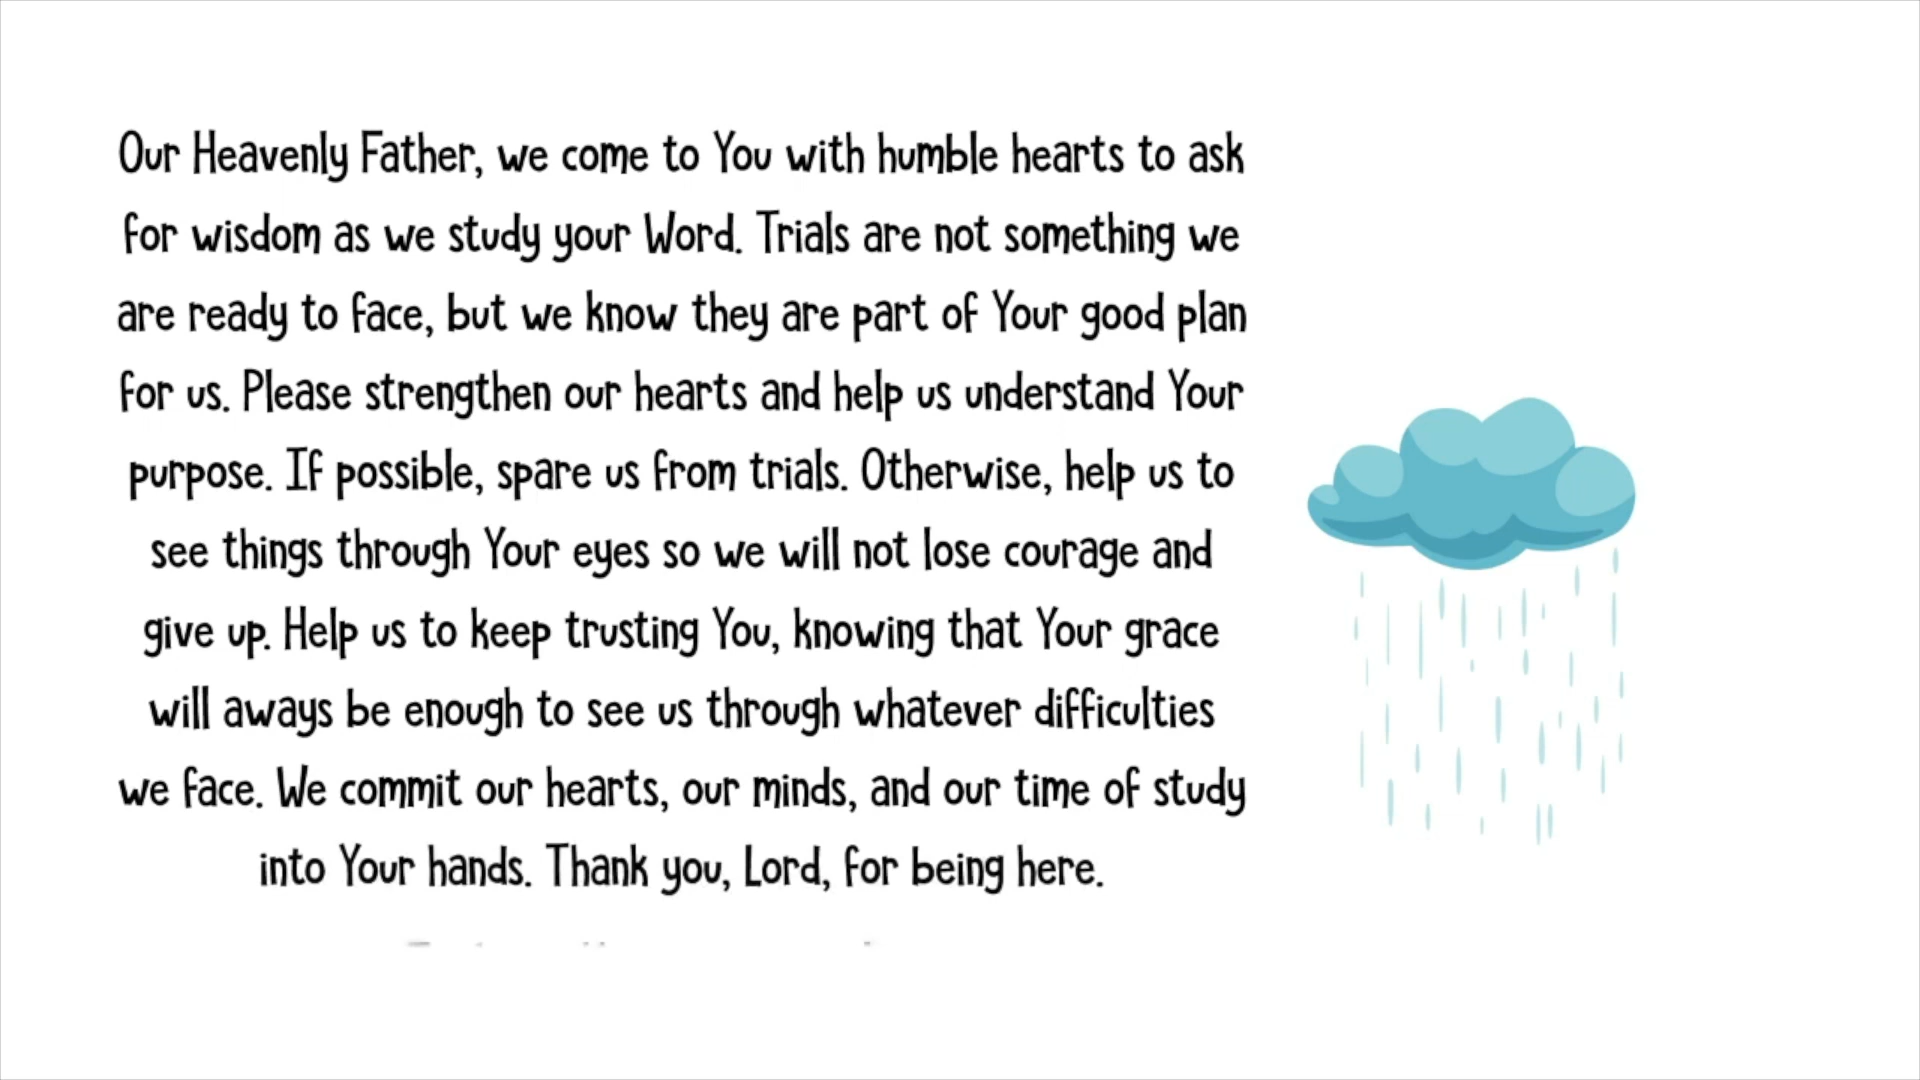 Our Heavenly Father, we come to You with humble hearts to ask
for wisdom as we study your Word. Trials are not something we
are ready to face, but we know they are part of Your good plan
for us. Please strengthen our hearts and help us understand Your
purpose. If possible, spare us from trials. Otherwise, help us to
see things through Your eyes so we will not lose courage and
give up. Help us to keep trusting You, knowing that Your grace
will aways be enough to see us through whatever difficulties
we face. We commit our hearts, our minds, and our time of study
into Your hands. Thank you, Lord, for being here.